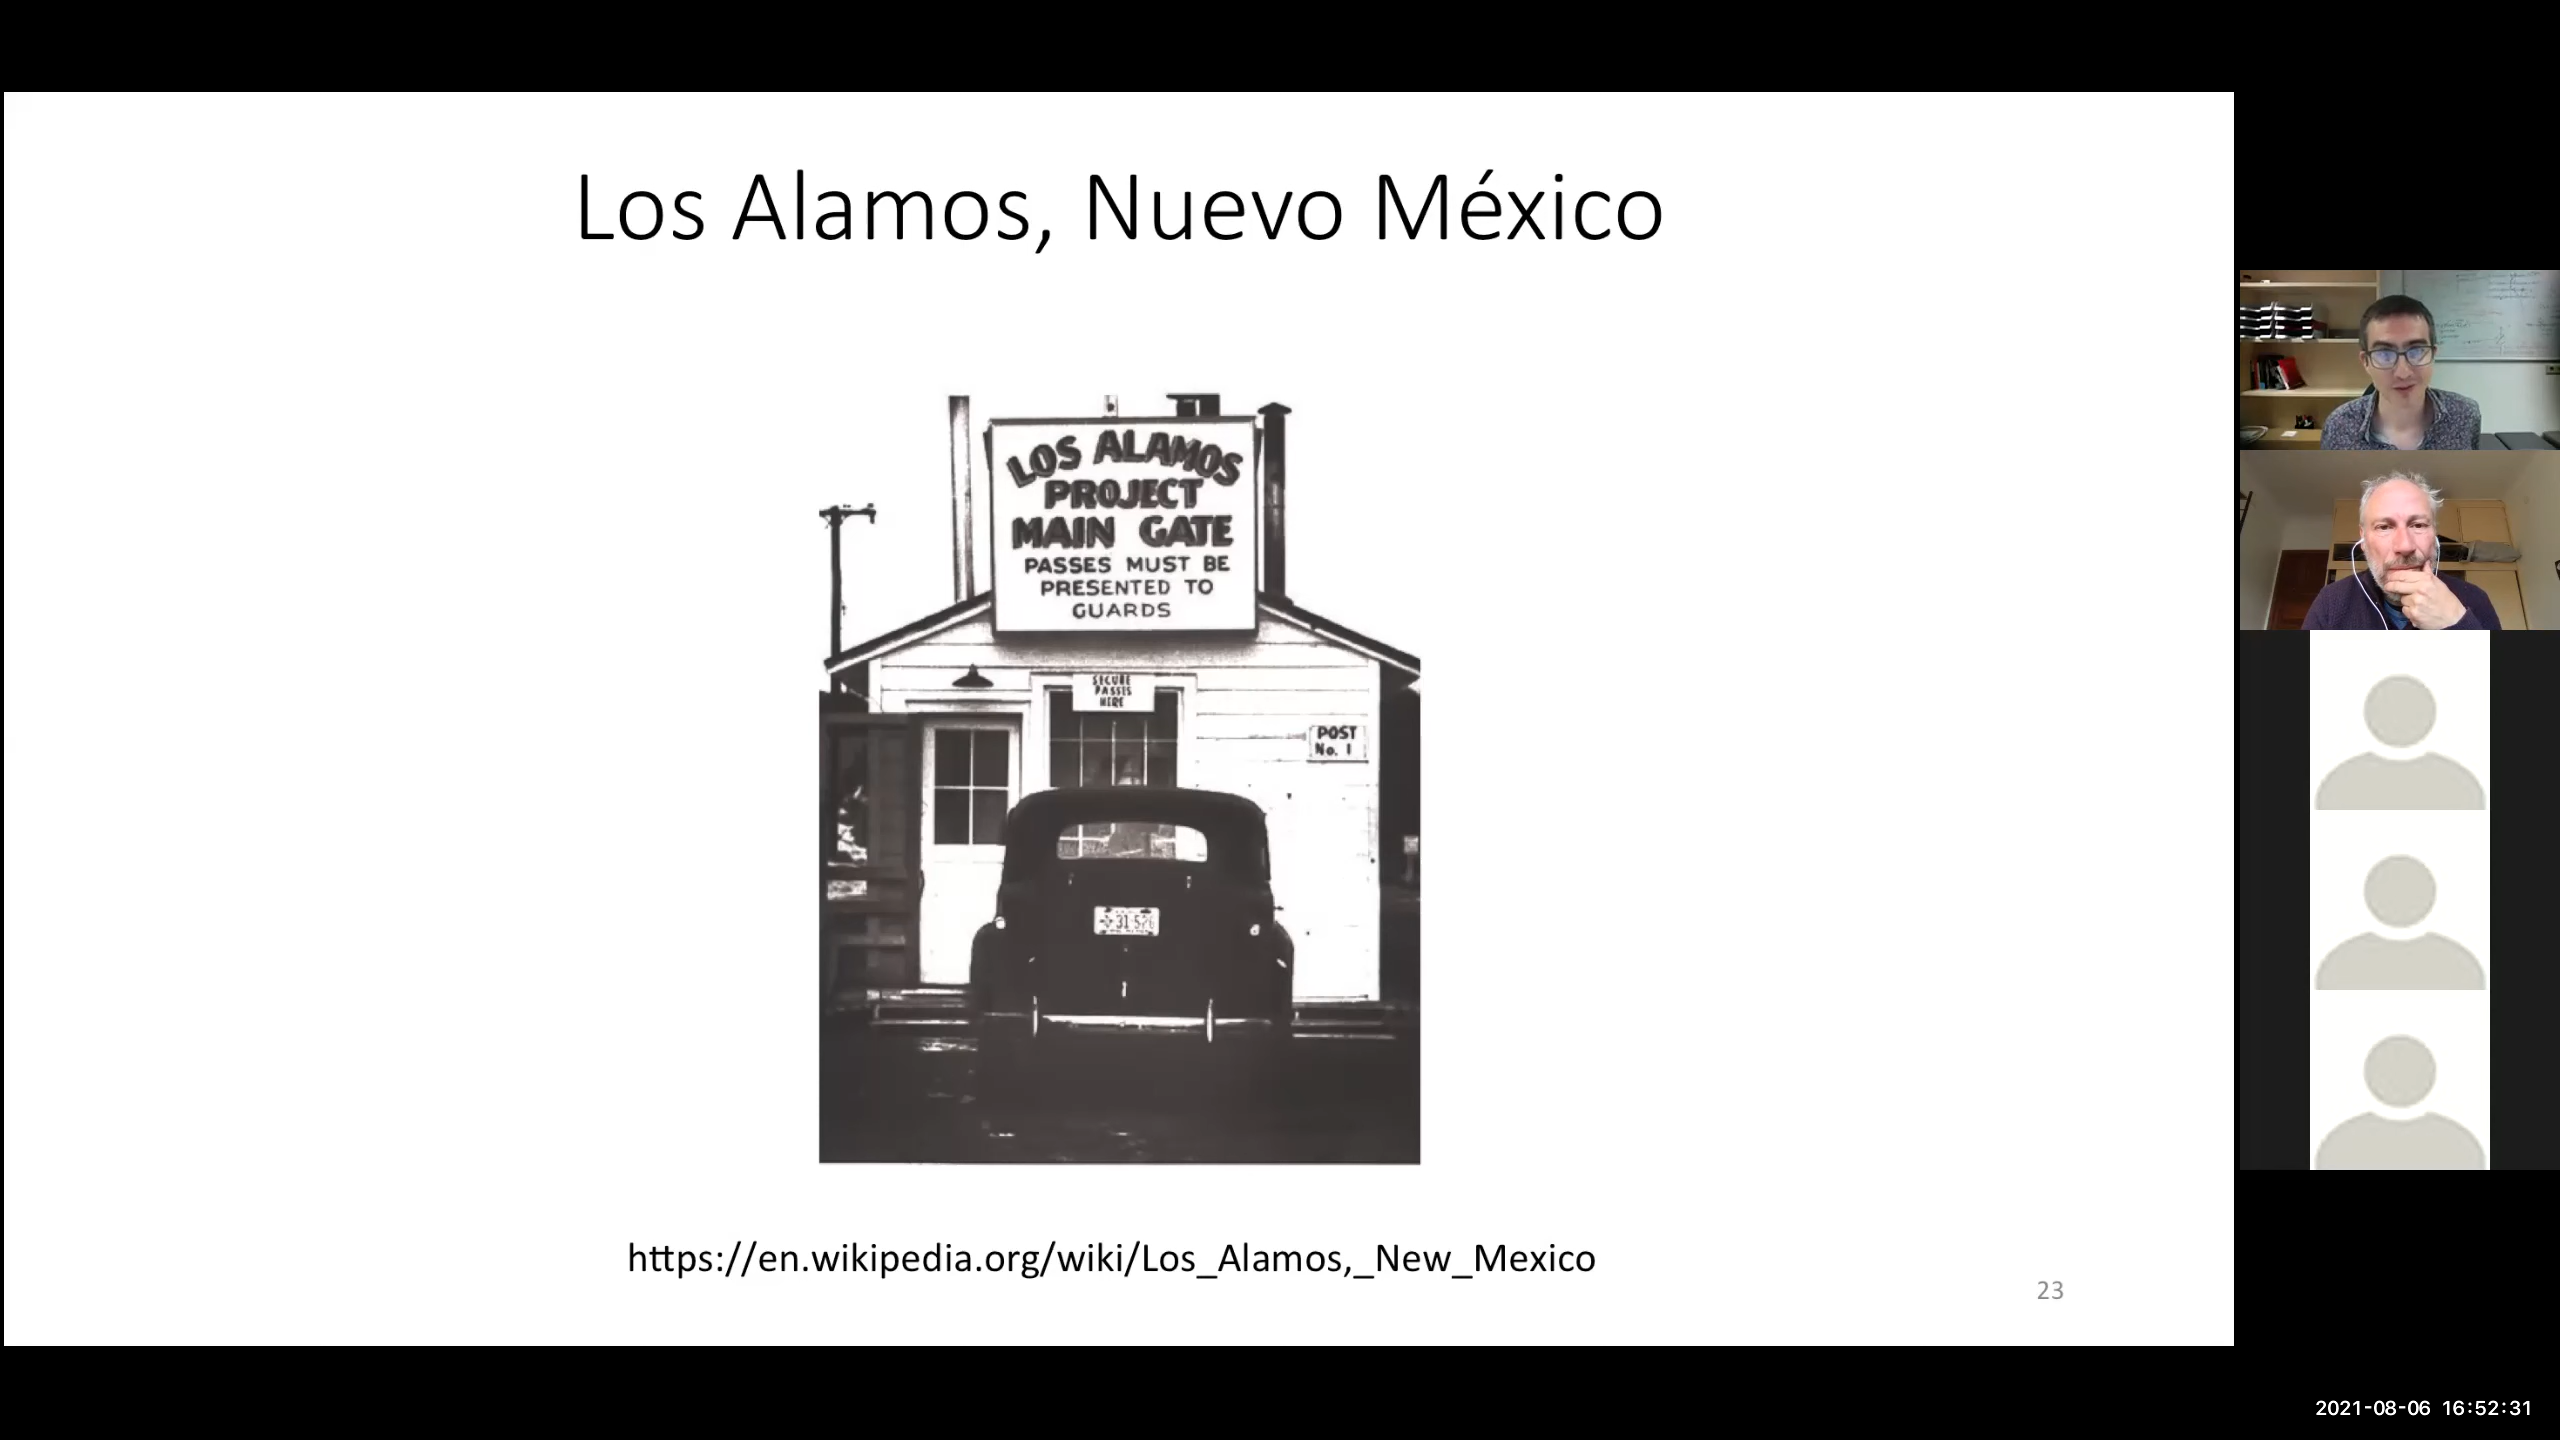 Los Alamos, Nuevo México
LOS ALAMOS
PROJECT
MAIN GATE
PASSES MUST BE
PRESENTED TO
GUARDS
SECURE
PASSES
HERE
POST
No. 1
https://en.wikipedia.org/wiki/Los_Alamos,_New_Mexico
23
2021-08-06 16:52:31